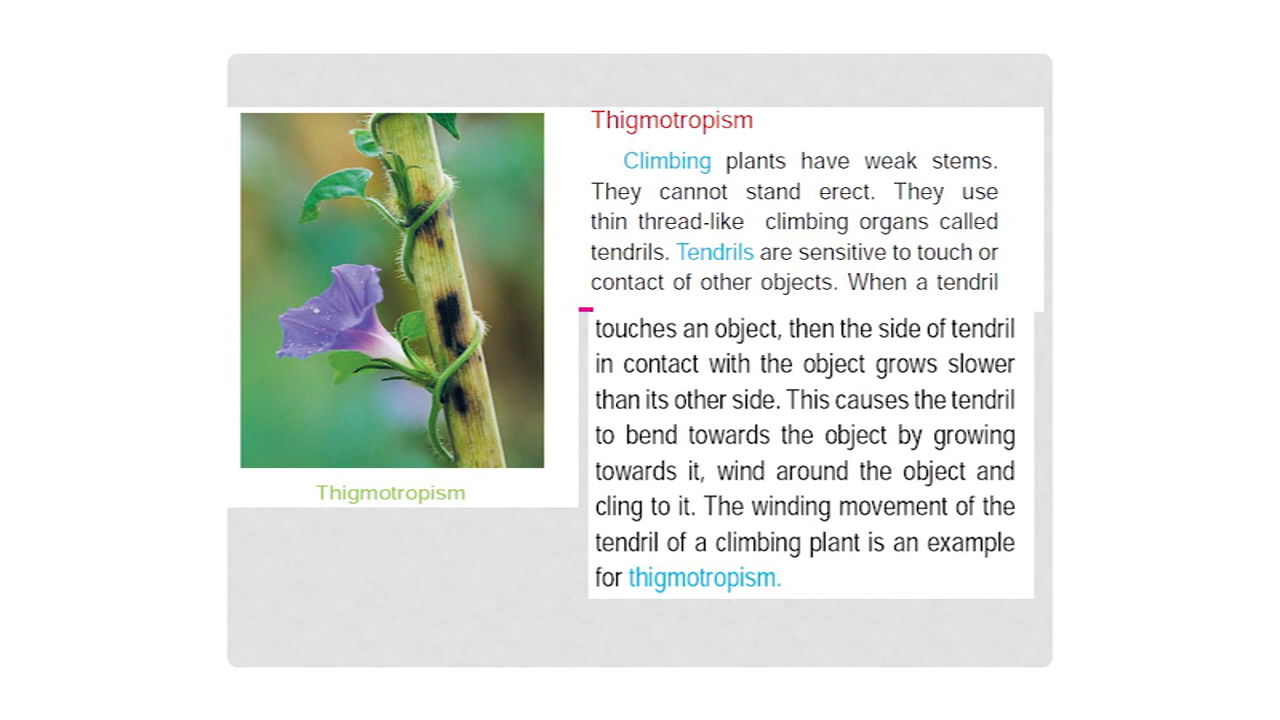 Thigmotropism
Climbing plants have weak stems.
They cannot stand erect. They use
thin thread-like climbing organs called
tendrils. Tendrils are sensitive to touch or
contact of other objects. When a tendril
touches an object, then the side of tendril
in contact with the object grows slower
than its other side. This causes the tendril
to bend towards the object by growing
towards it, wind around the object and
cling to it. The winding movement of the
tendril of a climbing plant is an example
for thigmotropism.
Thigmotropism